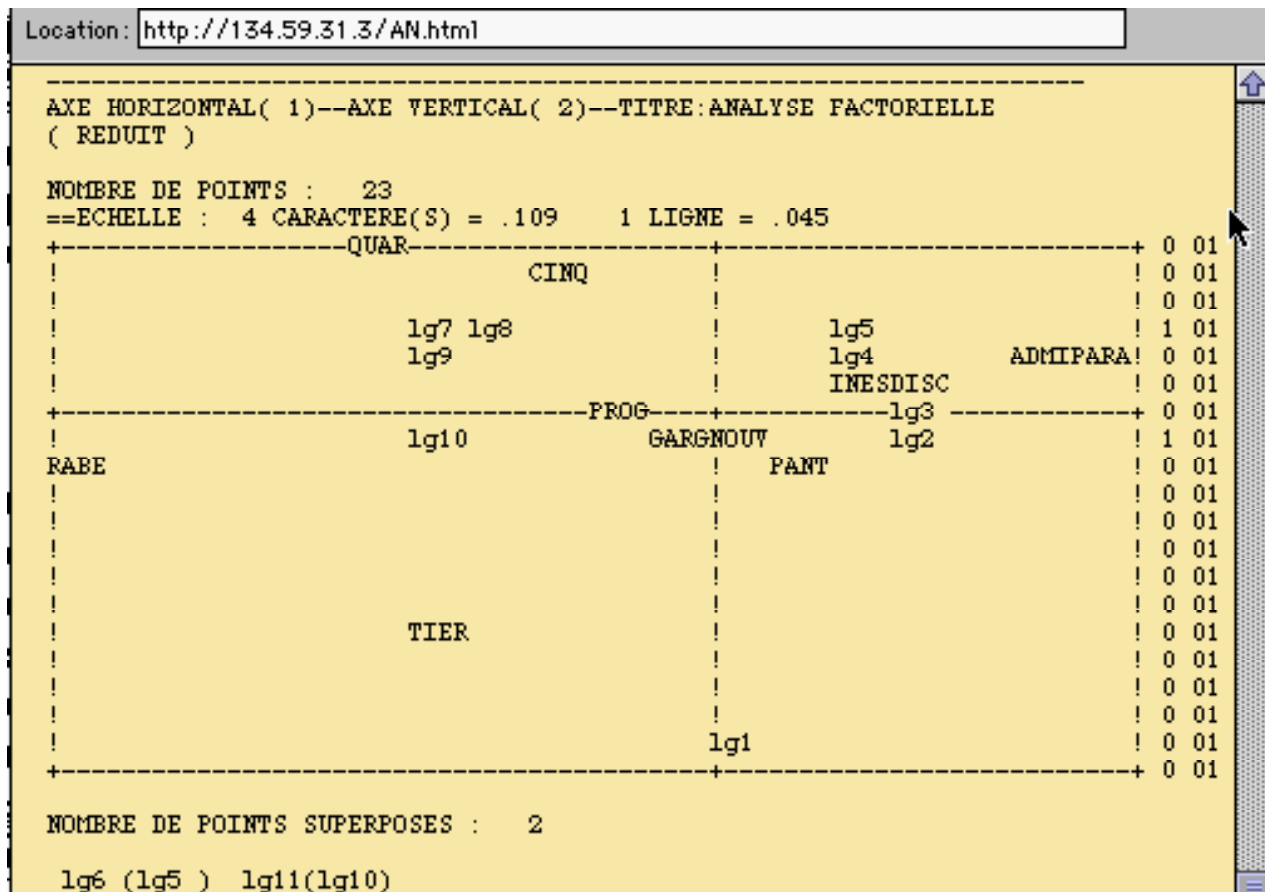 Location: http://134.59.31.3/AN.html
----------------------------------------------------------------------
AXE HORIZONTAL( 1)--AXE VERTICAL( 2)--TITRE:ANALYSE FACTORIELLE
( REDUIT )
NOMBRE DE POINTS :   23
==ECHELLE :  4 CARACTERE(S) = .109   1 LIGNE = .045
+-------------------QUAR--------------------+---------------------------+ 0 01
!                               CINQ        !                           ! 0 01
!                                           !                           ! 0 01
!                       lg7 lg8             !       lg5                 ! 1 01
!                       lg9                 !       lg4         ADMIPARA! 0 01
!                                           !       INESDISC            ! 0 01
+-----------------------------------PROG----+-----------lg3 ------------+ 0 01
!                       lg10            GARGNOUV        lg2             ! 1 01
RABE                                        !   PANT                    ! 0 01
!                                           !                           ! 0 01
!                                           !                           ! 0 01
!                                           !                           ! 0 01
!                                           !                           ! 0 01
!                                           !                           ! 0 01
!                       TIER                !                           ! 0 01
!                                           !                           ! 0 01
!                                           !                           ! 0 01
!                                           !                           ! 0 01
!                                           lg1                         ! 0 01
+-------------------------------------------+---------------------------+ 0 01
NOMBRE DE POINTS SUPERPOSES :   2
lg6 (lg5 )  lg11(lg10)